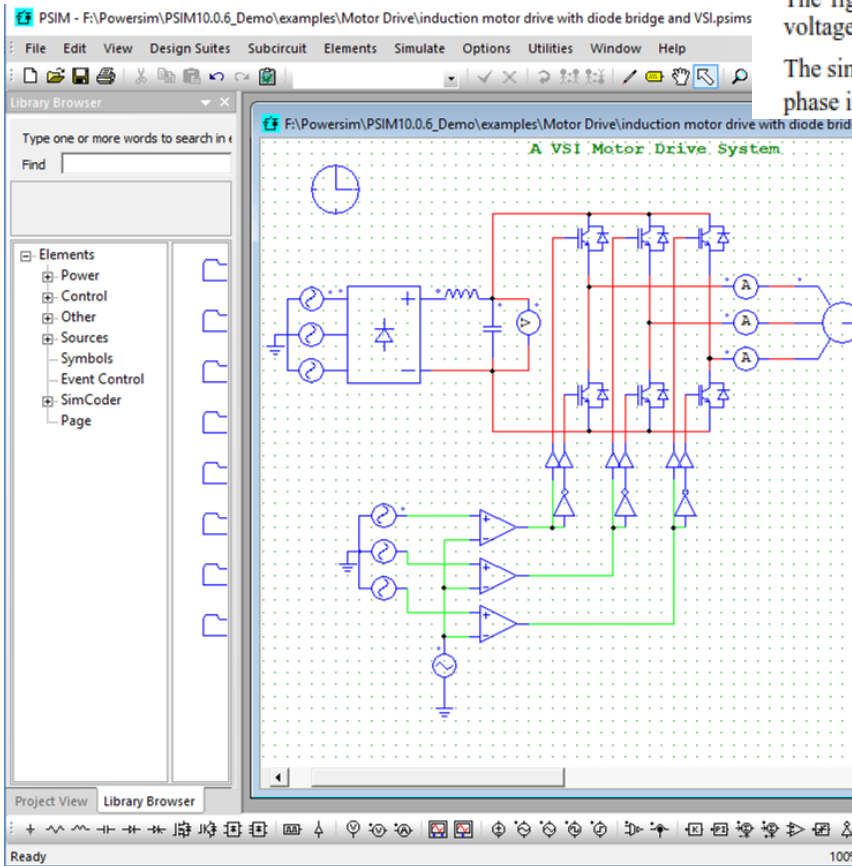 PSIM - F:\Powersim\PSIM10.0.6_Demo\examples\Motor Drive\induction motor drive with diode bridge and VSI.psims
voltage
The sim
phase i
File Edit View Design Suites Subcircuit Elements Simulate Options Utilities Window Help
Library Browser
Type one or more words to search in e
Find
Elements
Power
Control
Other
Sources
Symbols
Event Control
SimCoder
Page
F:\Powersim\PSIM10.0.6_Demo\examples\Motor Drive\induction motor drive with diode brid
A VSI Motor Drive System
V
A
A
A
Project View Library Browser
JK
K PI
Ready
100%